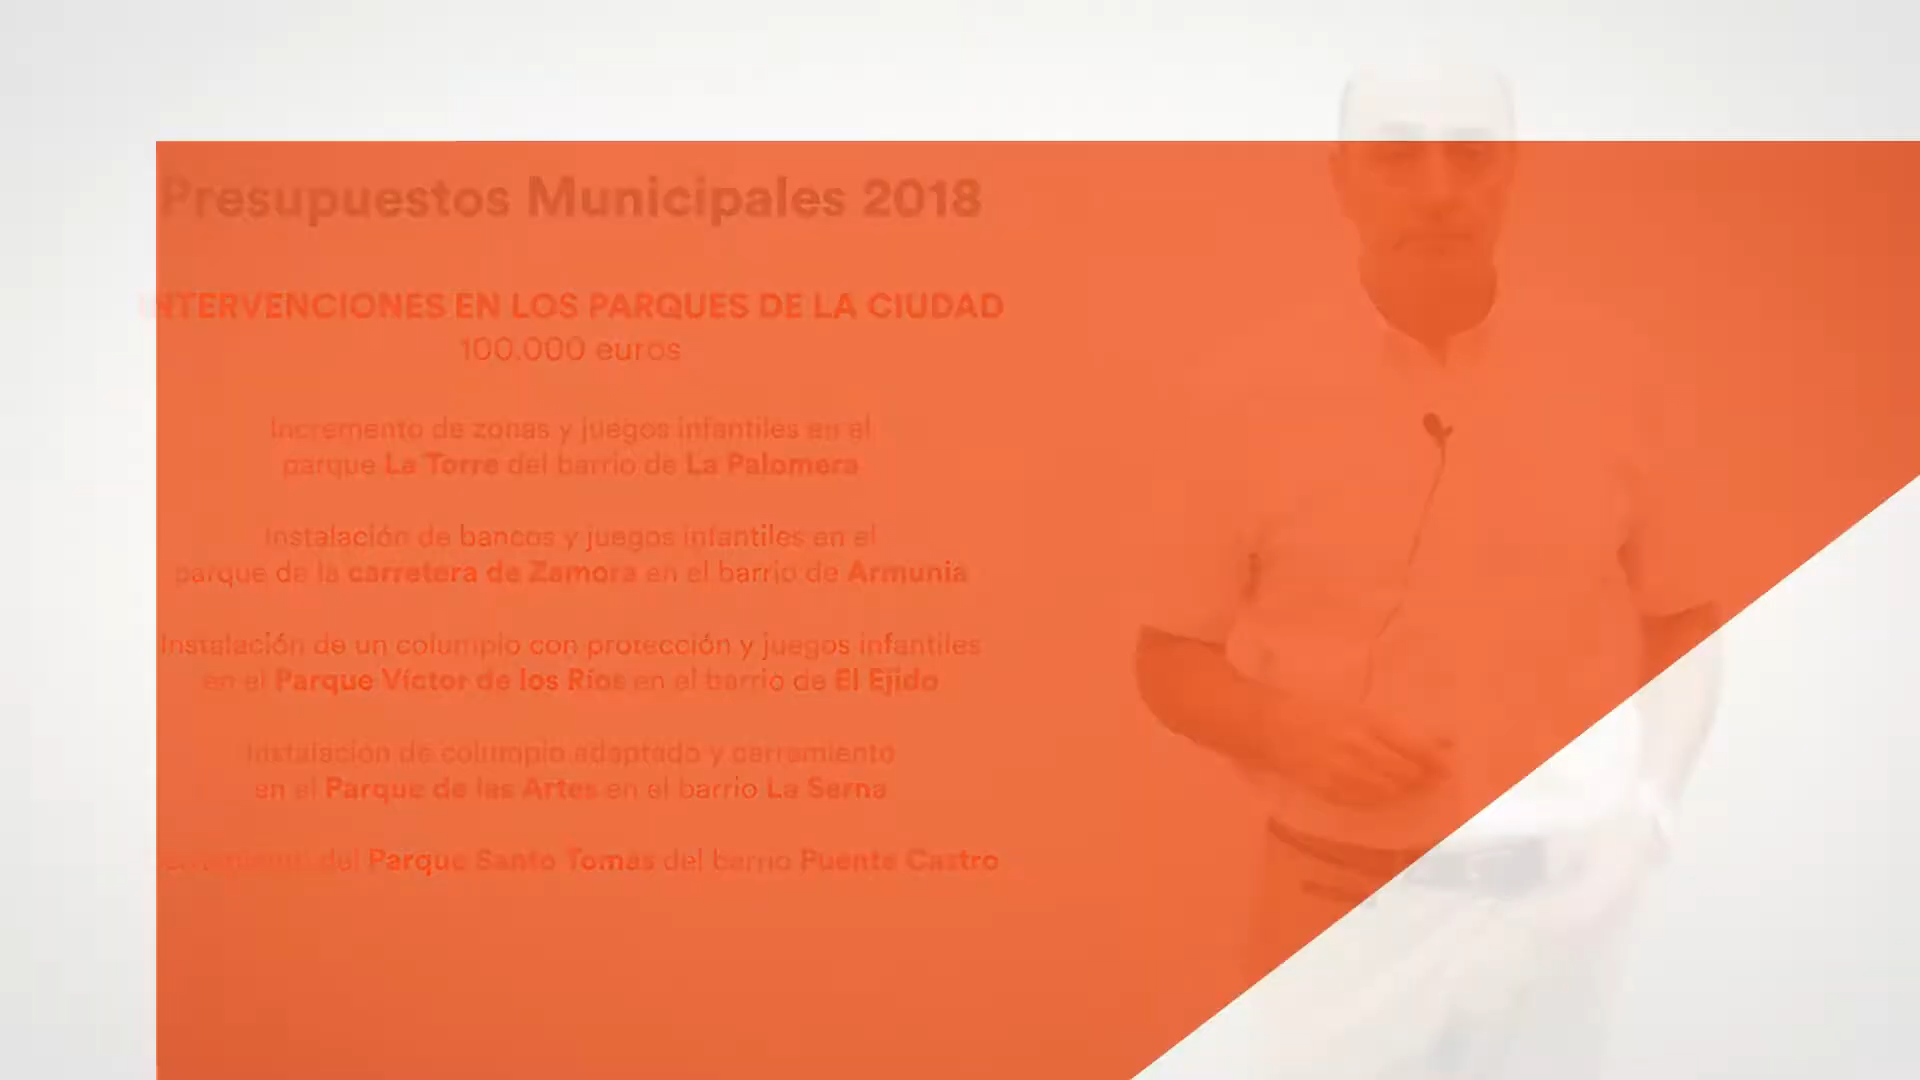 Presupuestos Municipales 2018
INTERVENCIONES EN LOS PARQUES DE LA CIUDAD
100.000 euros
Incremento de zonas y juegos infantiles en el
parque La Torre del barrio de La Palomera
Instalación de bancos y juegos infantiles en el
parque de la carretera de Zamora en el barrio de Armunia
Instalación de un columpio con protección y juegos infantiles
en el Parque Víctor de los Ríos en el barrio de El Ejido
Instalación de columpio adaptado y cerramiento
en el Parque de las Artes en el barrio La Serna
del Parque Santo Tomás del barrio Puente Castro